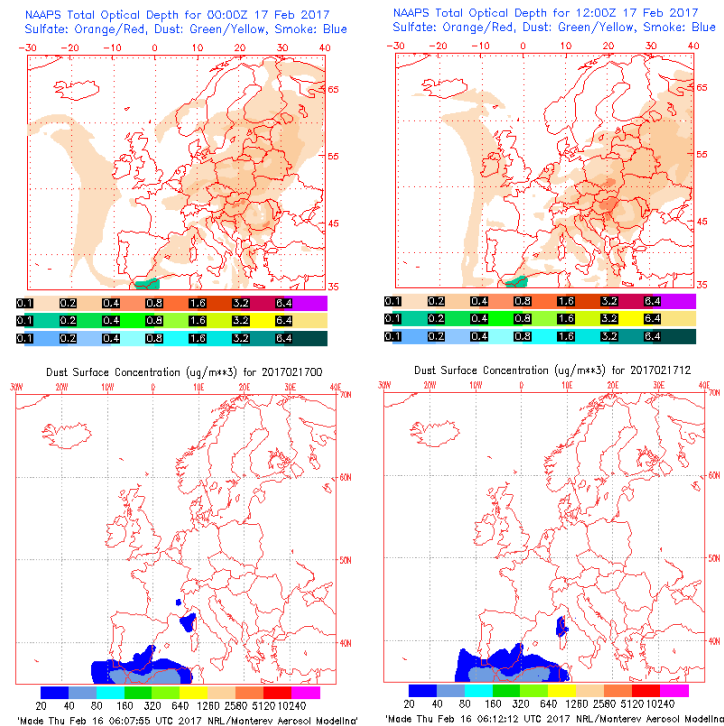 NAAPS Total Optical Depth for 00:00Z 17 Feb 2017
Sulfate: Orange/Red, Dust: Green/Yellow, Smoke: Blue
-30 -20 -10 0 10 20 30 40
65
55
45
35
0.1 0.2 0.4 0.8 1.6 3.2 6.4
0.1 0.2 0.4 0.8 1.6 3.2 6.4
0.1 0.2 0.4 0.8 1.6 3.2 6.4
NAAPS Total Optical Depth for 12:00Z 17 Feb 2017
Sulfate: Orange/Red, Dust: Green/Yellow, Smoke: Blue
-30 -20 -10 0 10 20 30 40
65
55
45
35
0.1 0.2 0.4 0.8 1.6 3.2 6.4
0.1 0.2 0.4 0.8 1.6 3.2 6.4
0.1 0.2 0.4 0.8 1.6 3.2 6.4
Dust Surface Concentration (ug/m**3) for 2017021700
30W 20W 10W 0 10E 20E 30E 40E
70N
60N
50N
40N
20 40 80 160 320 640 1280 2560 5120 10240
'Made Thu Feb 16 06:07:55 UTC 2017 NRL/Monterey Aerosol Modeling'
Dust Surface Concentration (ug/m**3) for 2017021712
30W 20W 10W 0 10E 20E 30E 40E
70N
60N
50N
40N
20 40 80 160 320 640 1280 2560 5120 10240
'Made Thu Feb 16 06:12:12 UTC 2017 NRL/Monterey Aerosol Modeling'